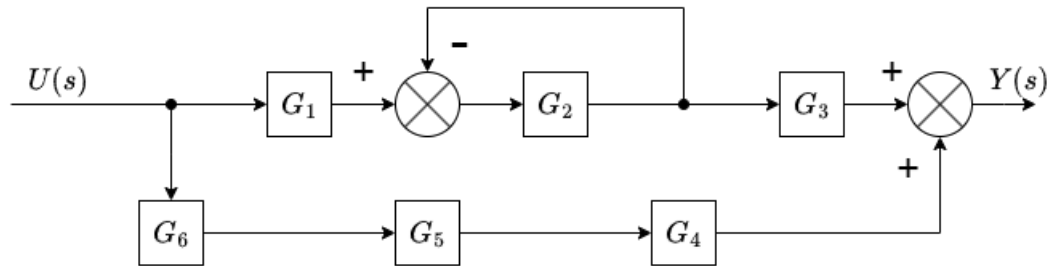 -
U(s) + + Y(s)
G₁ G₂ G₃
+
G₆ G₅ G₄